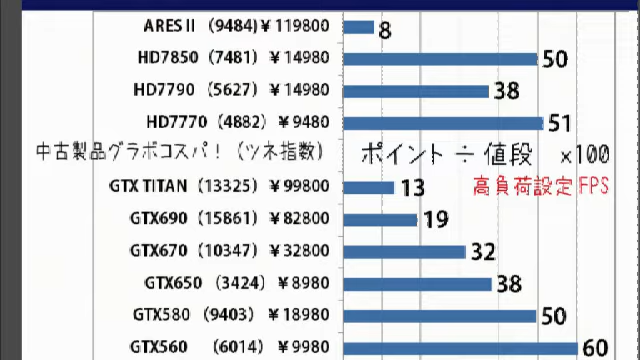 ARES II (9484)¥119800 8
HD7850 (7481) ¥14980 50
HD7790 (5627) ¥14980 38
HD7770 (4882) ¥9480 51
中古製品グラボコスパ！（ツネ指数） ポイント ÷ 値段 ×100
GTX TITAN (13325) ¥99800 13
高負荷設定FPS
GTX690 (15861) ¥82800 19
GTX670 (10347) ¥32800 32
GTX650 (3424) ¥8980 38
GTX580 (9403) ¥18980 50
GTX560 (6014) ¥9980 60